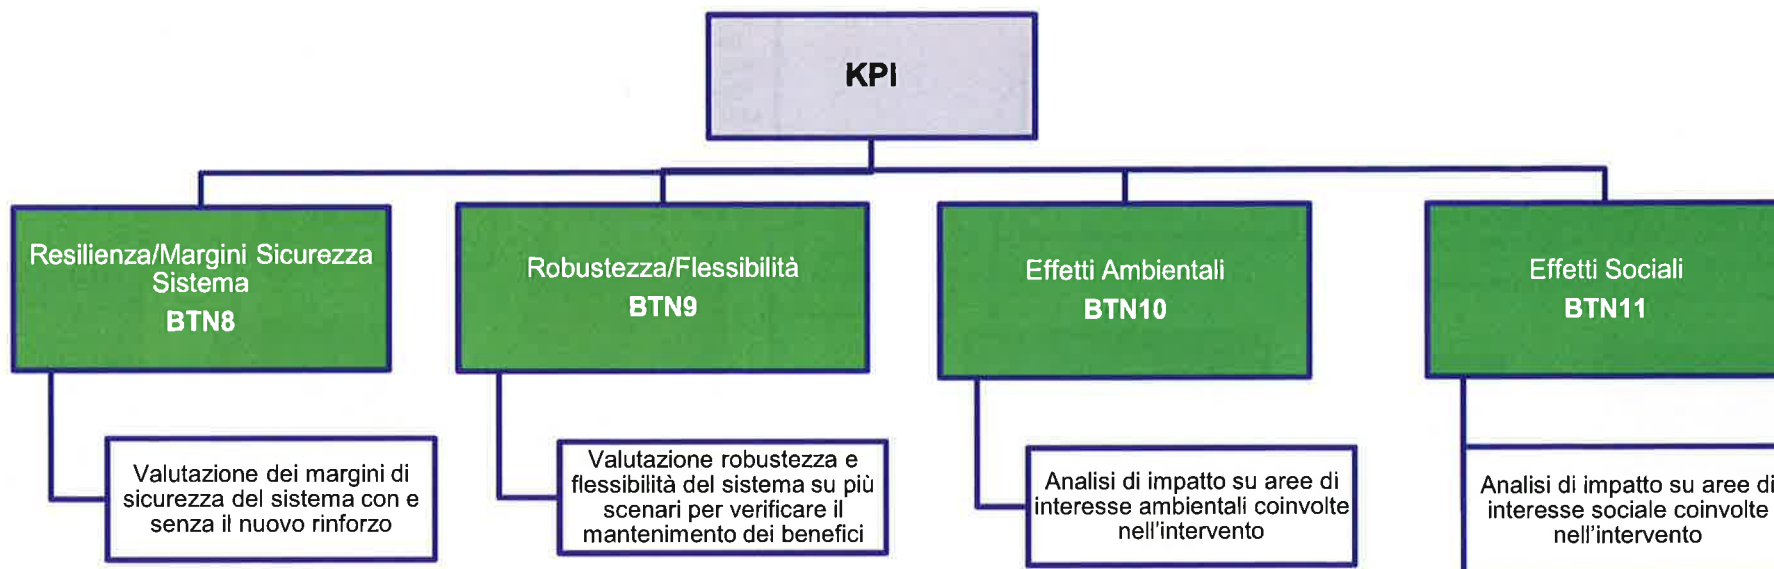 KPI
Resilienza/Margini Sicurezza
Sistema
BTN8
Robustezza/Flessibilità
BTN9
Effetti Ambientali
BTN10
Effetti Sociali
BTN11
Valutazione dei margini di
sicurezza del sistema con e
senza il nuovo rinforzo
Valutazione robustezza e
flessibilità del sistema su più
scenari per verificare il
mantenimento dei benefici
Analisi di impatto su aree di
interesse ambientali coinvolte
nell'intervento
Analisi di impatto su aree di
interesse sociale coinvolte
nell'intervento